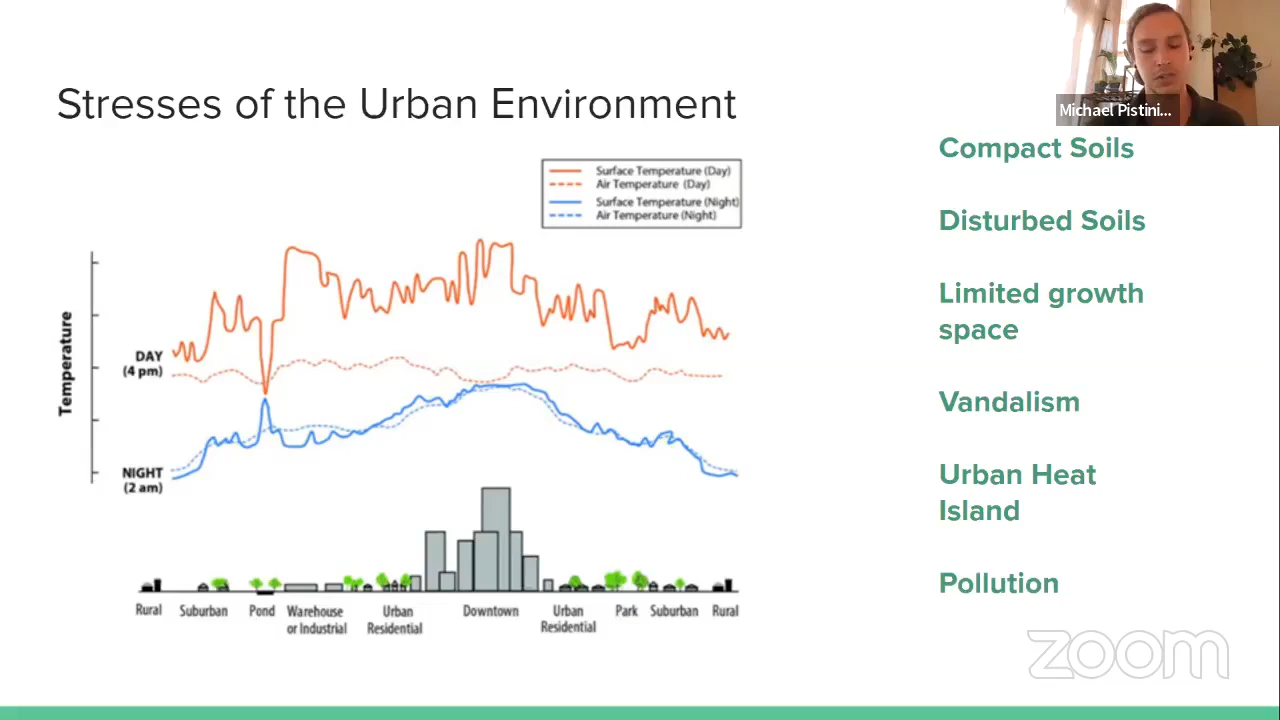 Stresses of the Urban Environment
Michael Pistini...
Surface Temperature (Day)
Air Temperature (Day)
Surface Temperature (Night)
Air Temperature (Night)
Temperature
DAY
(4 pm)
NIGHT
(2 am)
Rural
Suburban
Pond
Warehouse
or Industrial
Urban
Residential
Downtown
Urban
Residential
Park
Suburban
Rural
Compact Soils
Disturbed Soils
Limited growth
space
Vandalism
Urban Heat
Island
Pollution
zoom